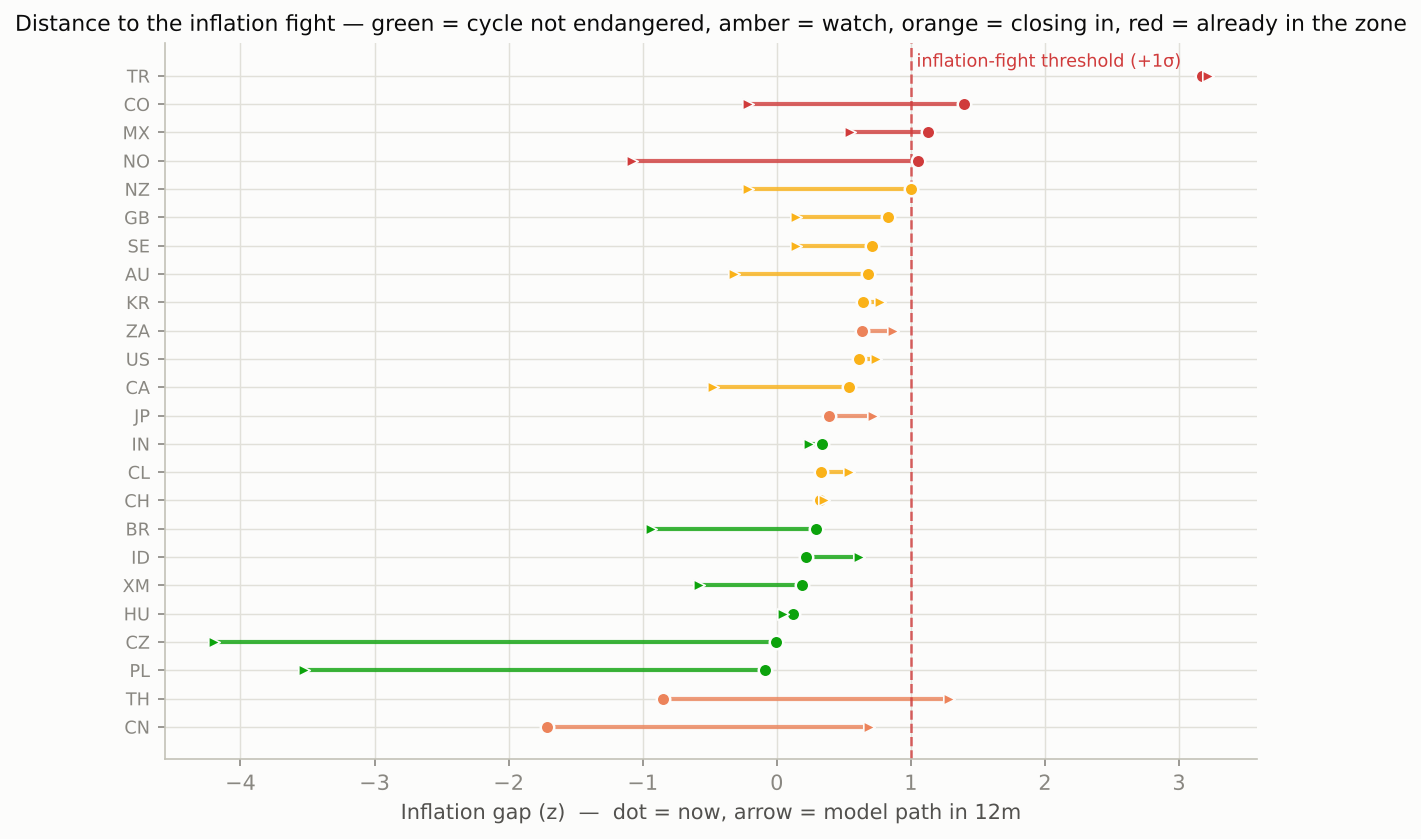 Distance to the inflation fight — green = cycle not endangered, amber = watch, orange = closing in, red = already in the zone
inflation-fight threshold (+1σ)
TR
CO
MX
NO
NZ
GB
SE
AU
KR
ZA
US
CA
JP
IN
CL
CH
BR
ID
XM
HU
CZ
PL
TH
CN
−4 −3 −2 −1 0 1 2 3
Inflation gap (z) — dot = now, arrow = model path in 12m